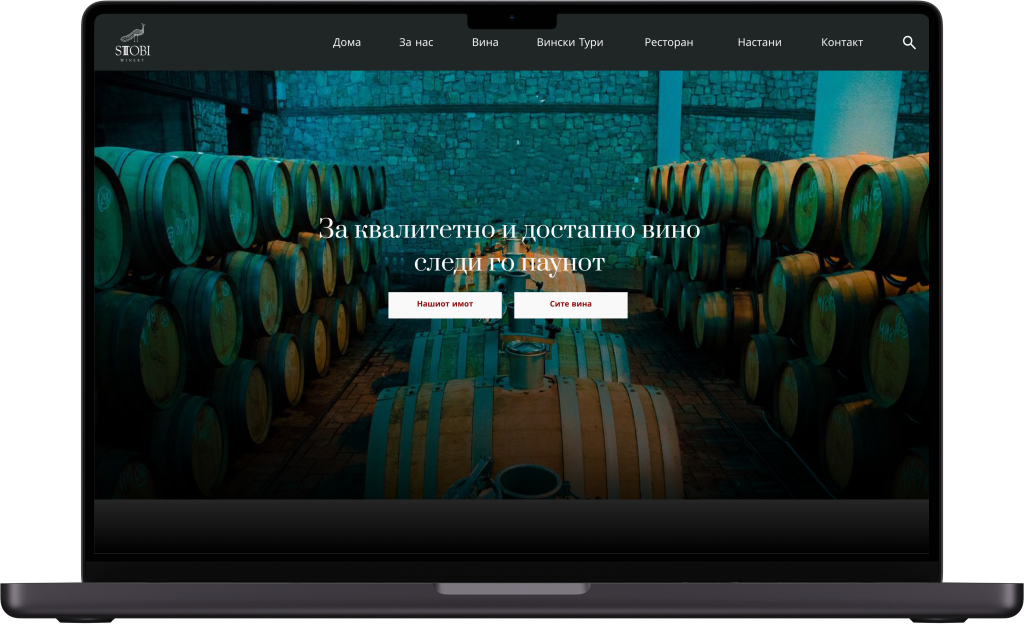 STOBI
WINERY
Дома За нас Вина Вински Тури Ресторан Настани Контакт
За квалитетно и достапно вино
следи го паунот
Нашиот имот Сите вина